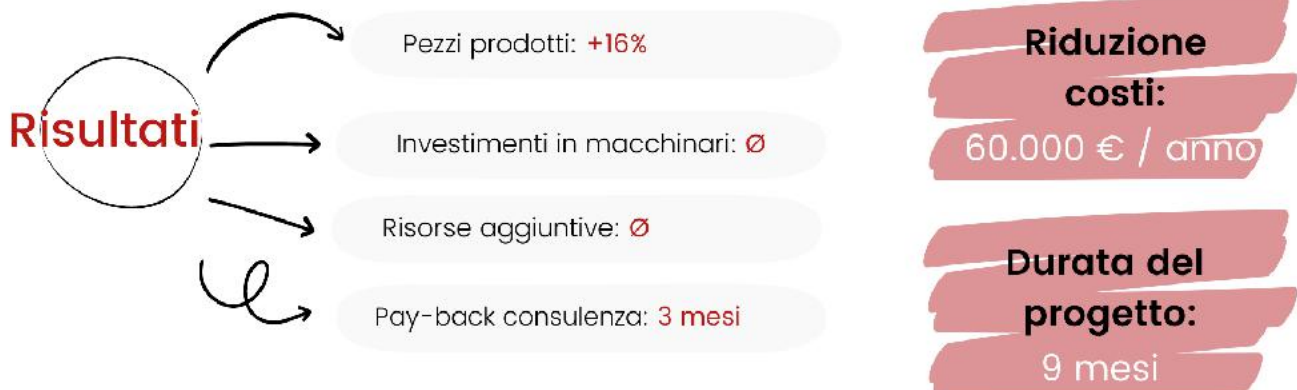 Risultati
Pezzi prodotti: +16%
Investimenti in macchinari: Ø
Risorse aggiuntive: Ø
Pay-back consulenza: 3 mesi
Riduzione
costi:
60.000 € / anno
Durata del
progetto:
9 mesi